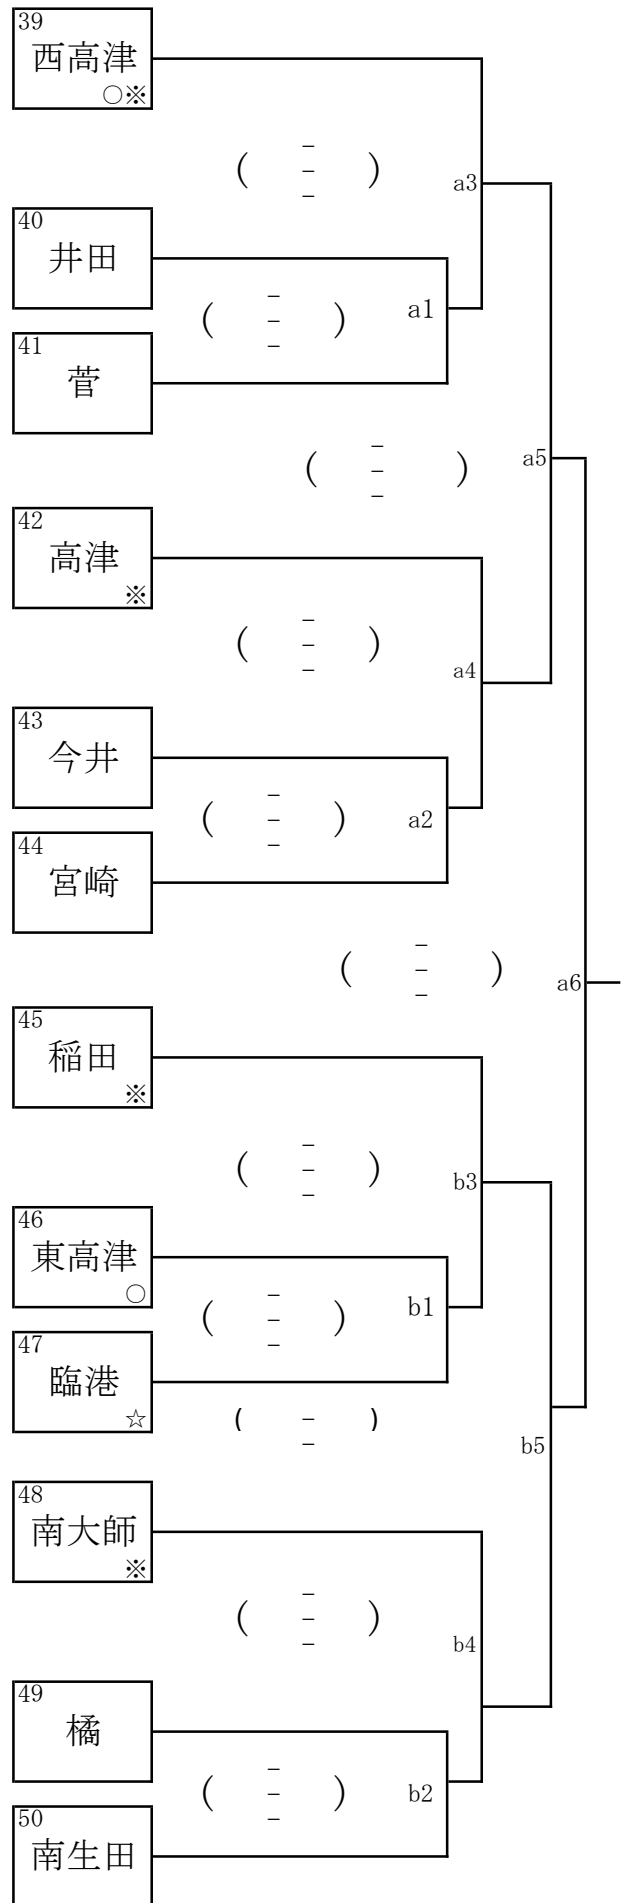 39
西高津
○※
-
( - ) a3
-
40
井田
-
( - ) a1
-
41
菅
-
( - ) a5
-
42
高津
※
-
( - ) a4
-
43
今井
-
( - ) a2
-
44
宮崎
-
( - ) a6
-
45
稲田
※
-
( - ) b3
-
46
東高津
○
-
( - ) b1
-
47
臨港
☆
( - )
-
b5
48
南大師
※
-
( - ) b4
-
49
橘
-
( - ) b2
-
50
南生田